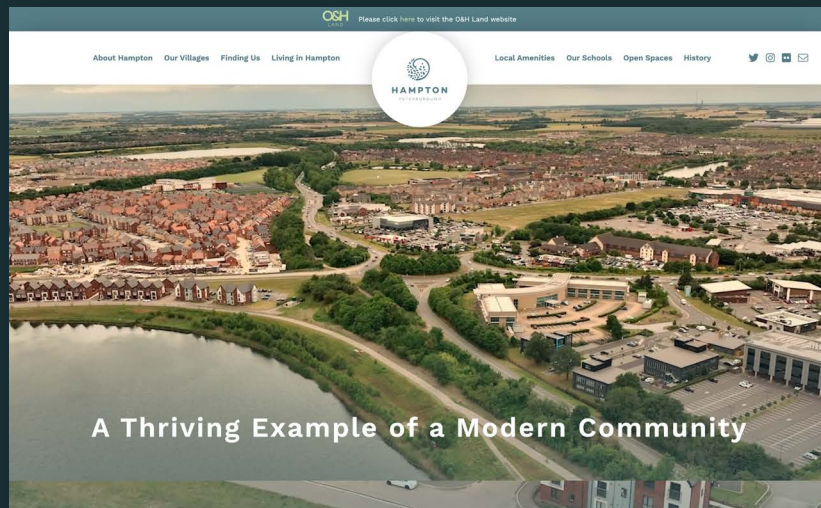 O&H
LAND
Please click here to visit the O&H Land website
About Hampton Our Villages Finding Us Living in Hampton
HAMPTON
PETERBOROUGH
Local Amenities Our Schools Open Spaces History
A Thriving Example of a Modern Community